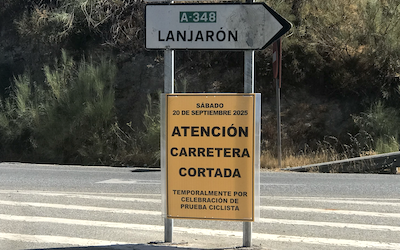 A-348
LANJARÓN
SÁBADO
20 DE SEPTIEMBRE 2025
ATENCIÓN
CARRETERA
CORTADA
TEMPORALMENTE POR
CELEBRACIÓN DE
PRUEBA CICLISTA